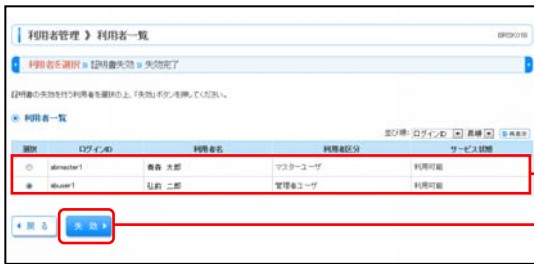 利用者管理 》 利用者一覧
BRSK018
利用者を選択 » 証明書失効 » 失効完了
証明書の失効を行う利用者を選択の上、「失効」ボタンを押してください。
利用者一覧
並び順: ログインID 昇順 再表示
選択 ログインID 利用者名 利用者区分 サービス状態
abmaster1 青森 太郎 マスターユーザ 利用可能
abuser1 弘前 二郎 管理者ユーザ 利用可能
戻る 失効